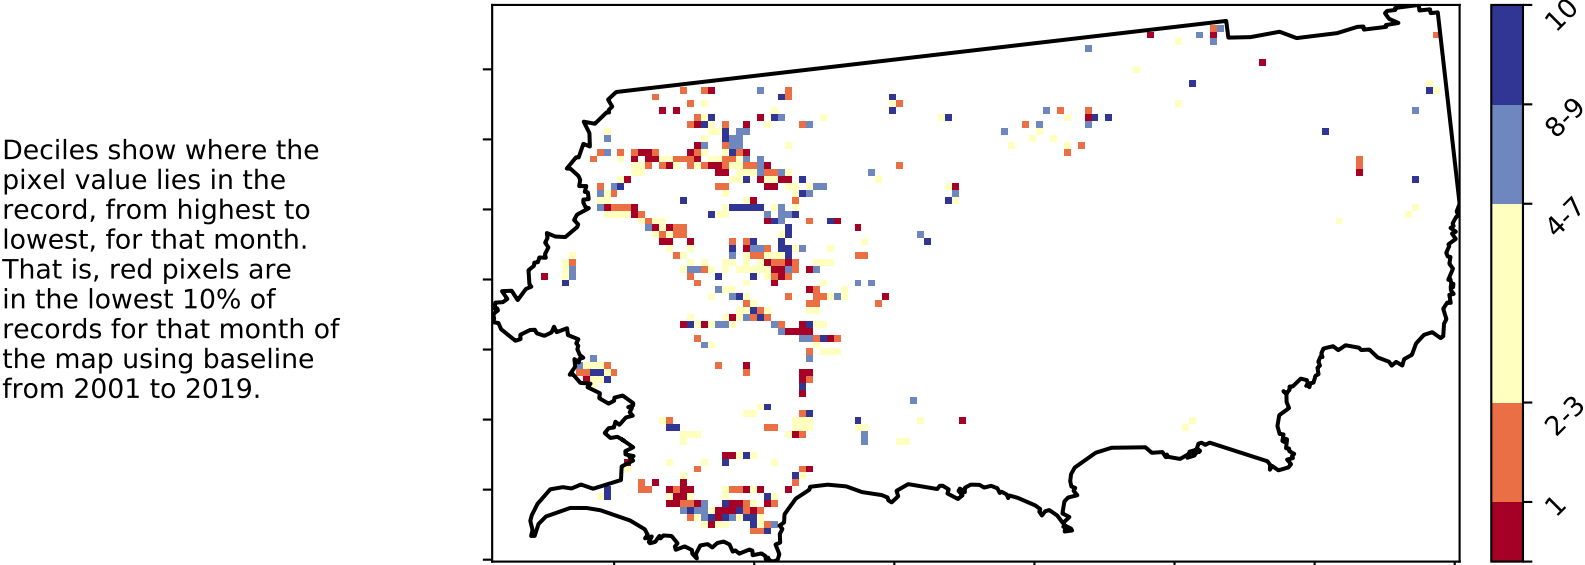 Deciles show where the
pixel value lies in the
record, from highest to
lowest, for that month.
That is, red pixels are
in the lowest 10% of
records for that month of
the map using baseline
from 2001 to 2019.
10
8-9
4-7
2-3
1